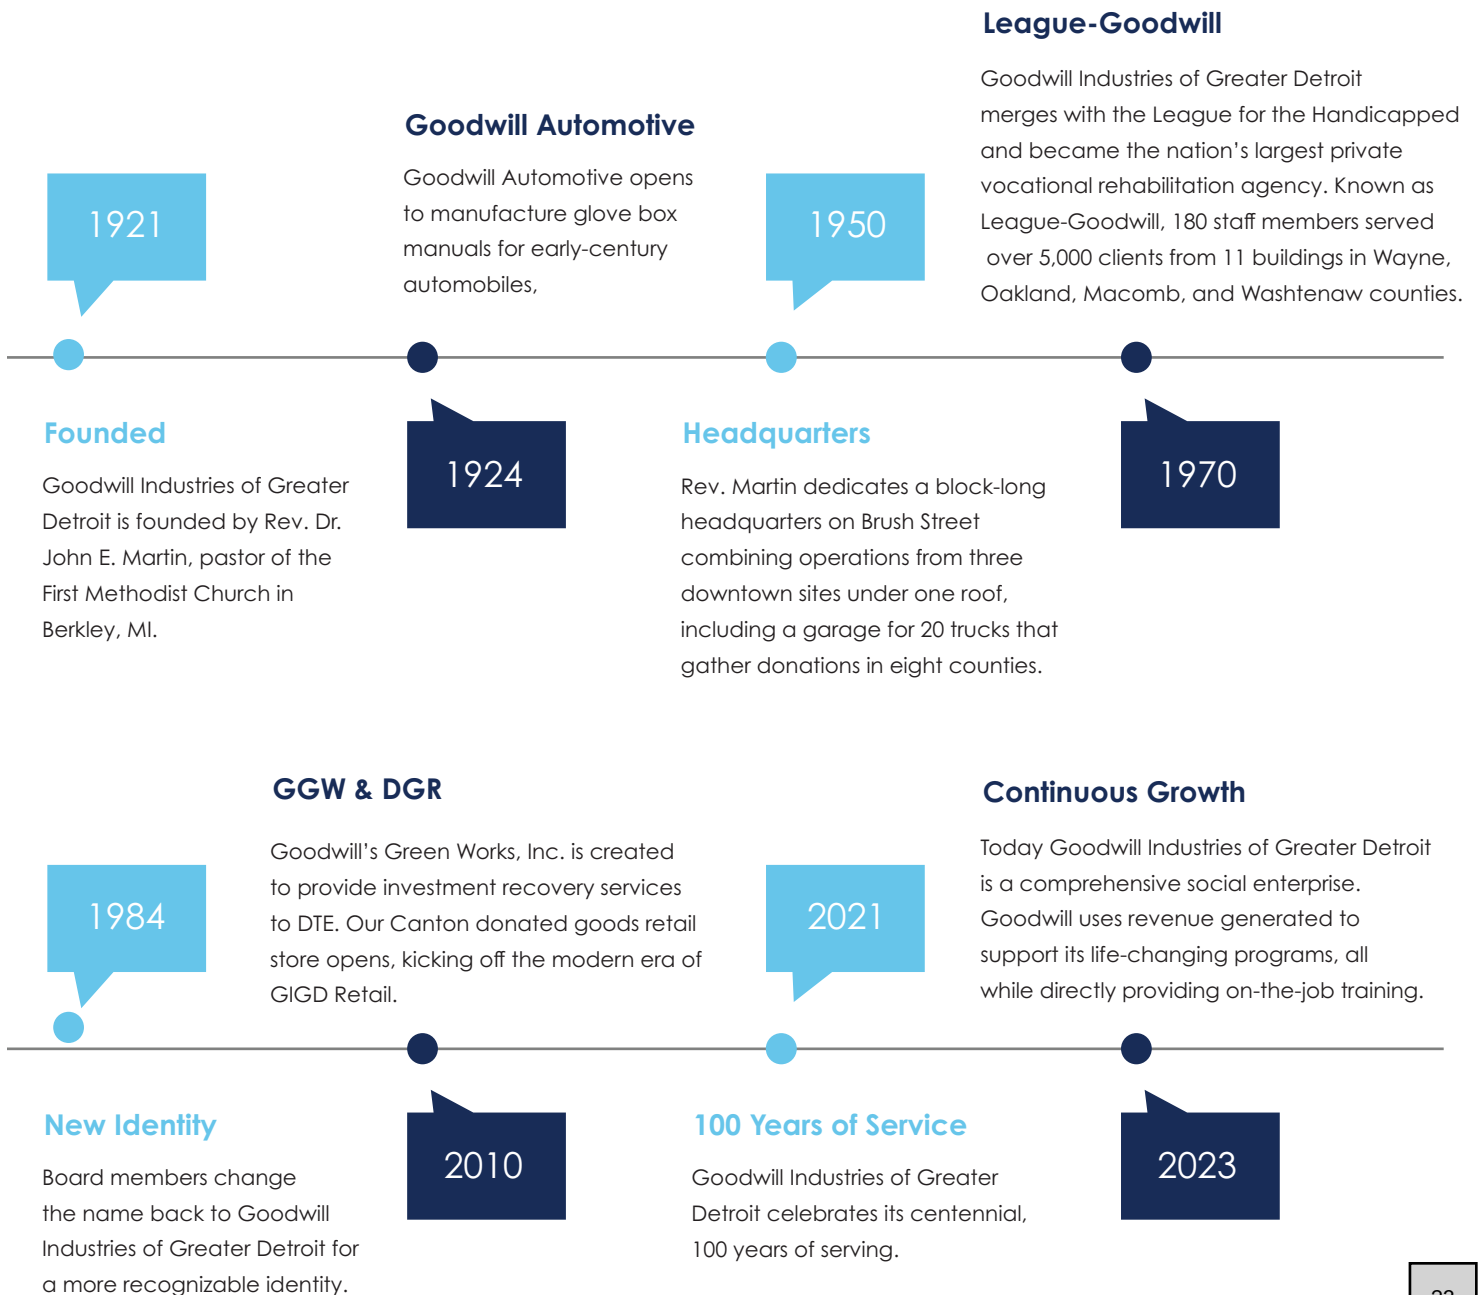 1921
Founded
Goodwill Industries of Greater
Detroit is founded by Rev. Dr.
John E. Martin, pastor of the
First Methodist Church in
Berkley, MI.
Goodwill Automotive
Goodwill Automotive opens
to manufacture glove box
manuals for early-century
automobiles,
1924
1950
Headquarters
Rev. Martin dedicates a block-long
headquarters on Brush Street
combining operations from three
downtown sites under one roof,
including a garage for 20 trucks that
gather donations in eight counties.
League-Goodwill
Goodwill Industries of Greater Detroit
merges with the League for the Handicapped
and became the nation’s largest private
vocational rehabilitation agency. Known as
League-Goodwill, 180 staff members served
over 5,000 clients from 11 buildings in Wayne,
Oakland, Macomb, and Washtenaw counties.
1970
1984
New Identity
Board members change
the name back to Goodwill
Industries of Greater Detroit for
a more recognizable identity.
GGW & DGR
Goodwill’s Green Works, Inc. is created
to provide investment recovery services
to DTE. Our Canton donated goods retail
store opens, kicking off the modern era of
GIGD Retail.
2010
2021
100 Years of Service
Goodwill Industries of Greater
Detroit celebrates its centennial,
100 years of serving.
Continuous Growth
Today Goodwill Industries of Greater Detroit
is a comprehensive social enterprise.
Goodwill uses revenue generated to
support its life-changing programs, all
while directly providing on-the-job training.
2023